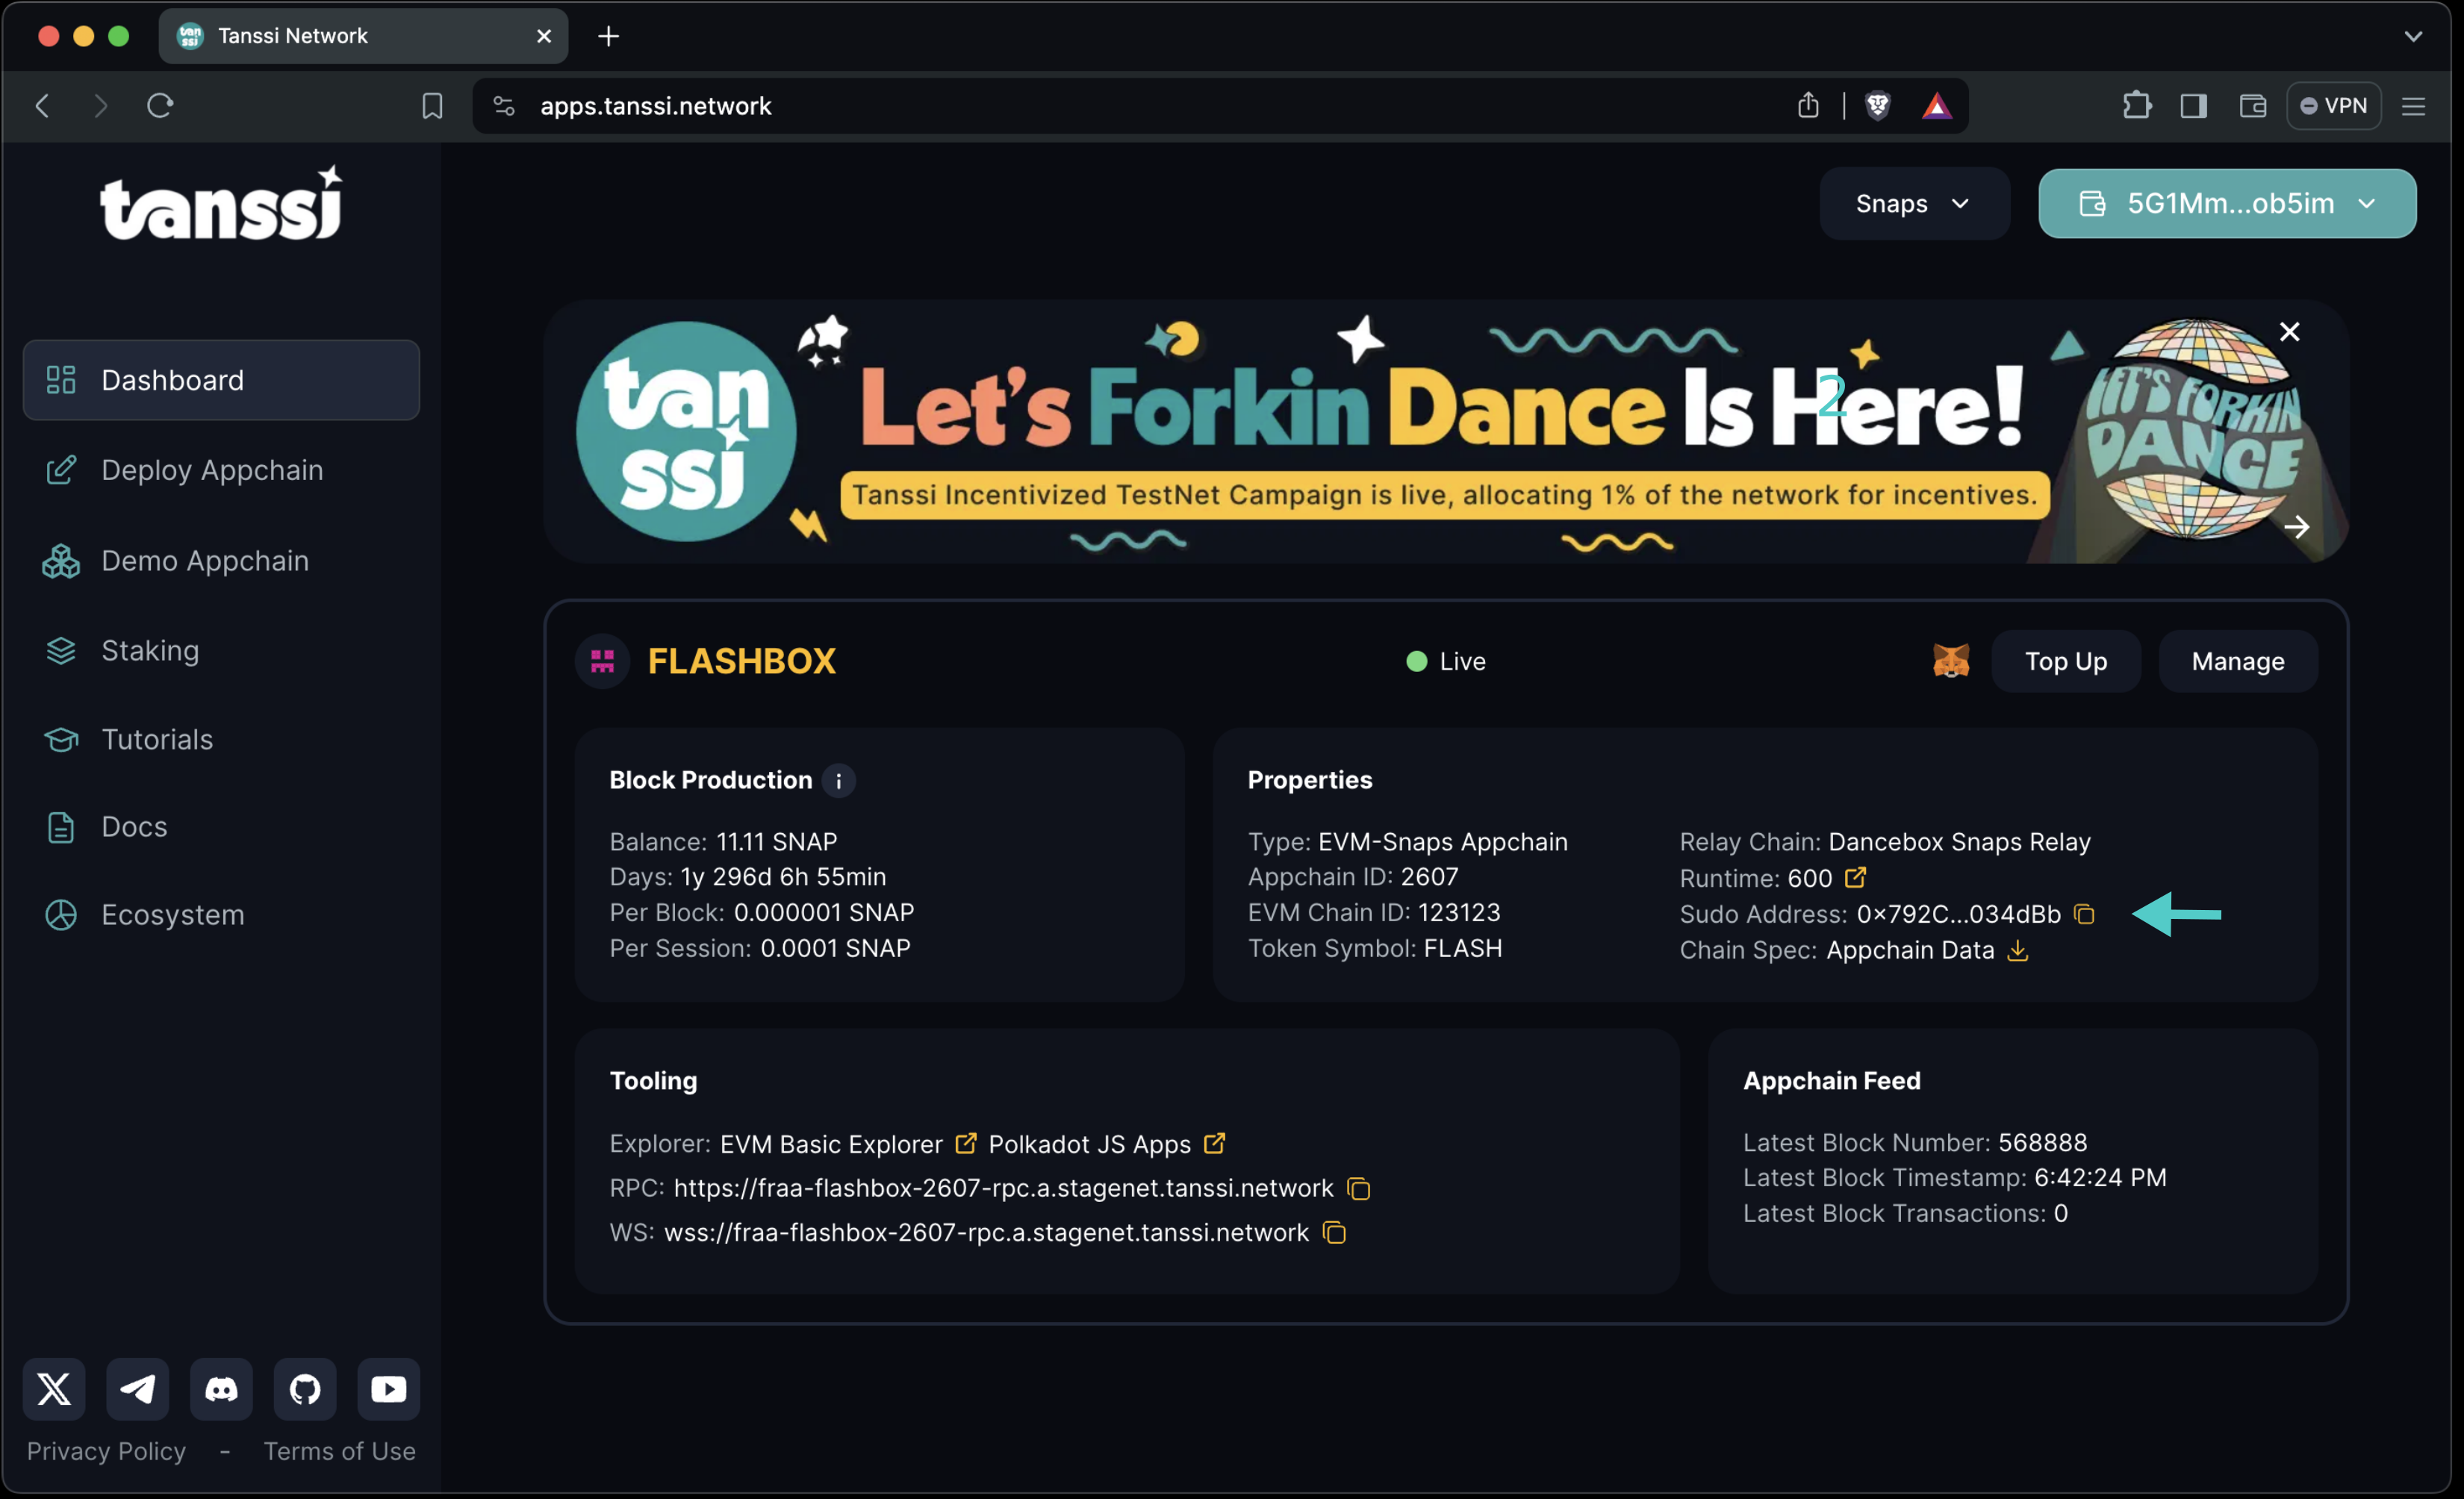 Tanssi Network
apps.tanssi.network
VPN
tanssi
Snaps
5G1Mm...ob5im
Dashboard
Deploy Appchain
Demo Appchain
Staking
Tutorials
Docs
Ecosystem
tanssi
Let's Forkin Dance Is Here!
2
Tanssi Incentivized TestNet Campaign is live, allocating 1% of the network for incentives.
LET'S FORKIN DANCE
FLASHBOX
Live
Top Up
Manage
Block Production i
Balance: 11.11 SNAP
Days: 1y 296d 6h 55min
Per Block: 0.000001 SNAP
Per Session: 0.0001 SNAP
Properties
Type: EVM-Snaps Appchain
Appchain ID: 2607
EVM Chain ID: 123123
Token Symbol: FLASH
Relay Chain: Dancebox Snaps Relay
Runtime: 600
Sudo Address: 0x792C...034dBb
Chain Spec: Appchain Data
Tooling
Explorer: EVM Basic Explorer Polkadot JS Apps
RPC: https://fraa-flashbox-2607-rpc.a.stagenet.tanssi.network
WS: wss://fraa-flashbox-2607-rpc.a.stagenet.tanssi.network
Appchain Feed
Latest Block Number: 568888
Latest Block Timestamp: 6:42:24 PM
Latest Block Transactions: 0
Privacy Policy - Terms of Use